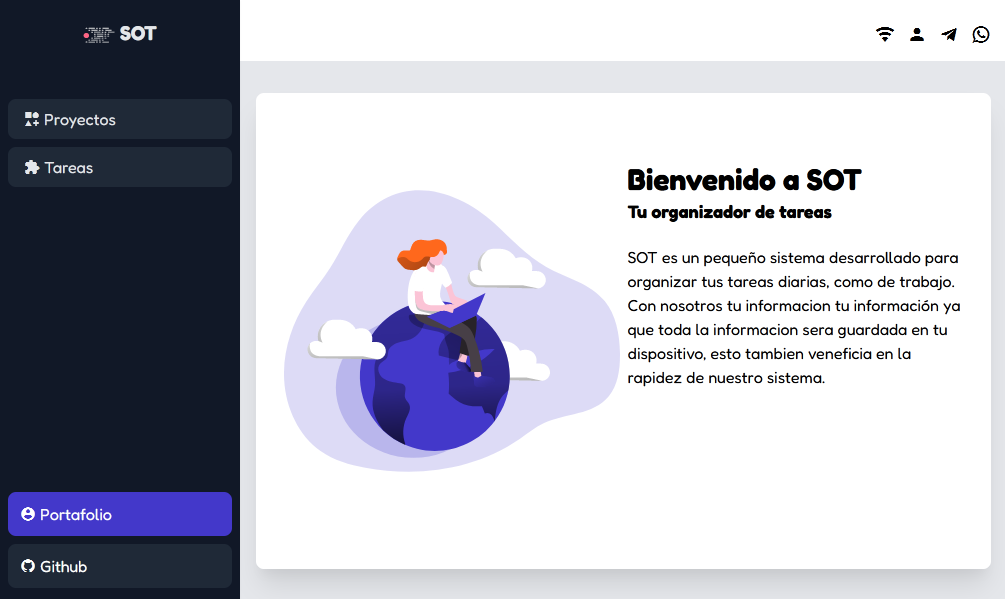 SOT
Proyectos
Tareas
Portafolio
Github
Bienvenido a SOT
Tu organizador de tareas
SOT es un pequeño sistema desarrollado para
organizar tus tareas diarias, como de trabajo.
Con nosotros tu informacion tu información ya
que toda la informacion sera guardada en tu
dispositivo, esto tambien veneficia en la
rapidez de nuestro sistema.